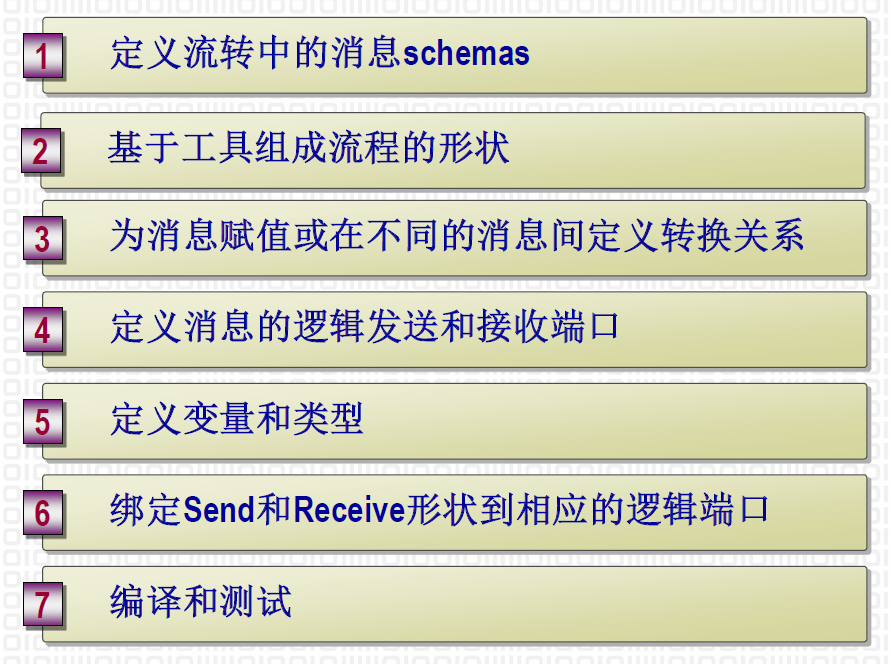 1 定义流转中的消息schemas
2 基于工具组成流程的形状
3 为消息赋值或在不同的消息间定义转换关系
4 定义消息的逻辑发送和接收端口
5 定义变量和类型
6 绑定Send和Receive形状到相应的逻辑端口
7 编译和测试